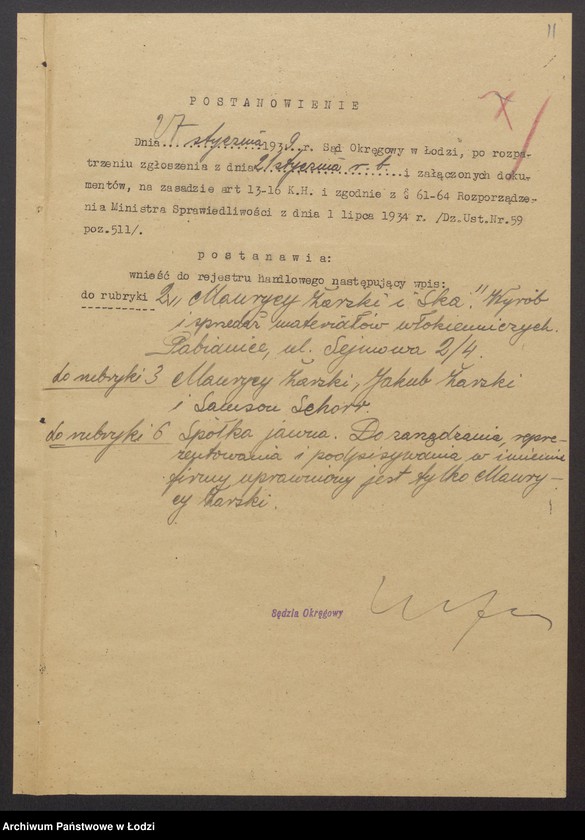 11
POSTANOWIENIE
Dnia 27 stycznia 1939. r. Sąd Okręgowy w Łodzi, po rozpa-
trzeniu zgłoszenia z dnia 21 stycznia r. b. i załączonych doku-
mentów, na zasadzie art 13-16 K.H. i zgodnie z § 61-64 Rozporządze-
nia Ministra Sprawiedliwości z dnia 1 lipca 1934 r. /Dz.Ust.Nr.59
poz.511/.
postanawia:
wnieść do rejestru handlowego następujący wpis:
do rubryki 2, „Maurycy Żarski i S-ka". Wyrób
i sprzedaż materiałów włókienniczych.
Pabianice, ul. Sejmowa 2/4.
do rubryki 3 Maurycy Żarski, Jakub Żarski
i Samson Schorr.
do rubryki 6 Spółka jawna. Do zarządzania, repre-
zentowania i podpisywania w imieniu
firmy uprawniony jest tylko Maury-
cy Żarski.
Sędzia Okręgowy
Archiwum Państwowe w Łodzi